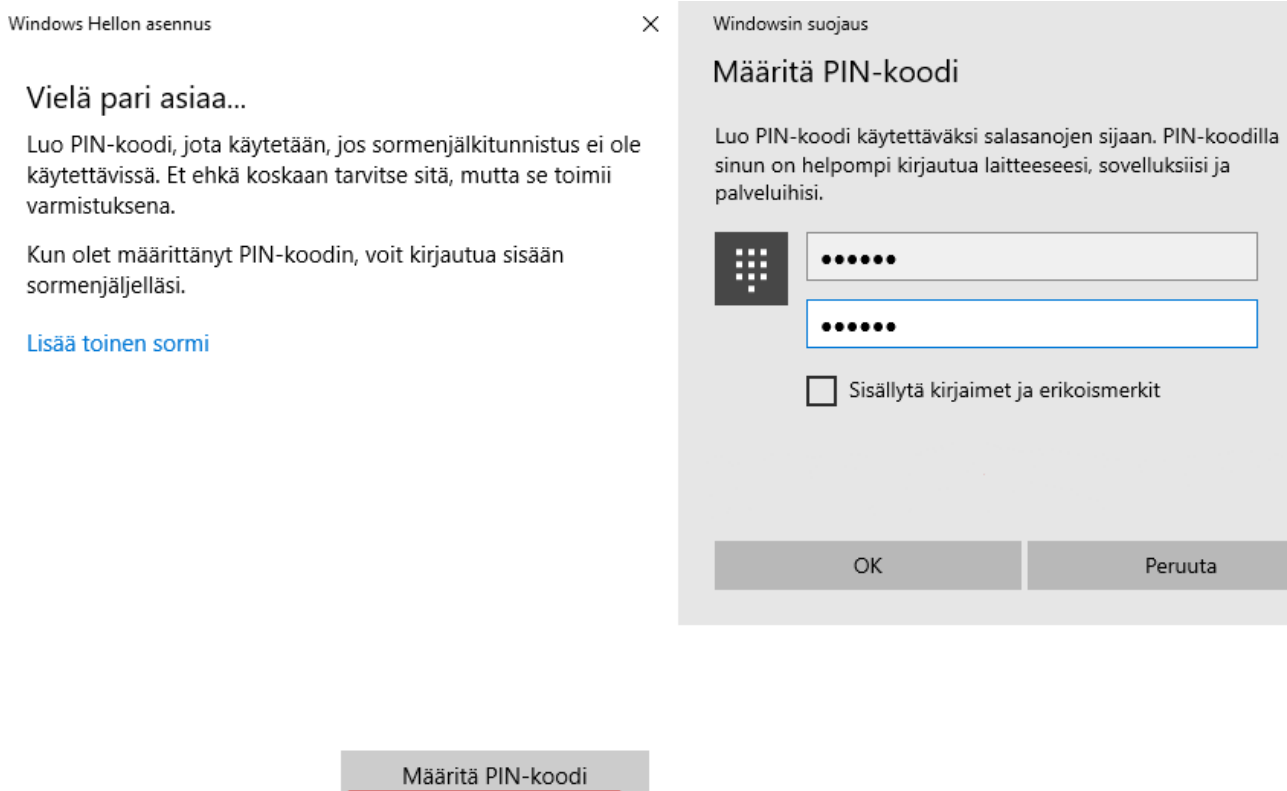 Windows Hellon asennus
Vielä pari asiaa...
Luo PIN-koodi, jota käytetään, jos sormenjälkitunnistus ei ole
käytettävissä. Et ehkä koskaan tarvitse sitä, mutta se toimii
varmistuksena.
Kun olet määrittänyt PIN-koodin, voit kirjautua sisään
sormenjäljelläsi.
Lisää toinen sormi
Määritä PIN-koodi
Windowsin suojaus
Määritä PIN-koodi
Luo PIN-koodi käytettäväksi salasanojen sijaan. PIN-koodilla
sinun on helpompi kirjautua laitteeseesi, sovelluksiisi ja
palveluihisi.
●●●●●●
●●●●●●
Sisällytä kirjaimet ja erikoismerkit
OK
Peruuta